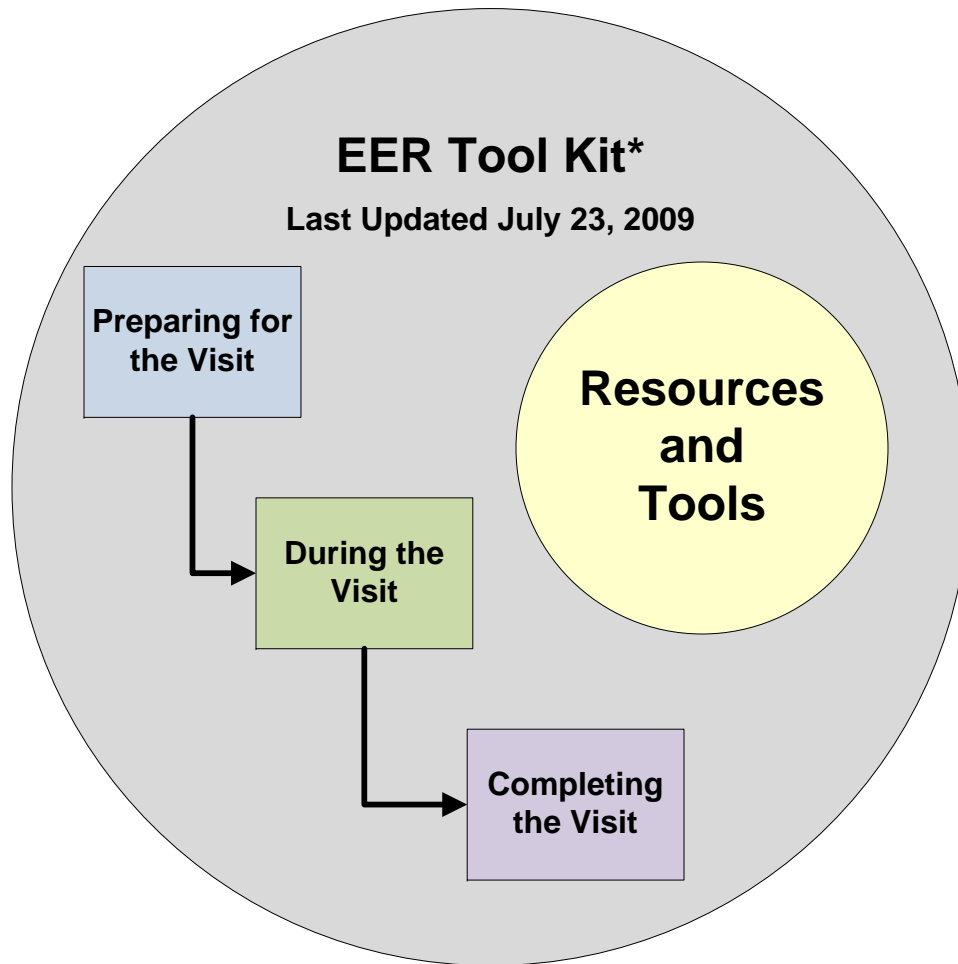 EER Tool Kit*
Last Updated July 23, 2009
Preparing for
the Visit
Resources
and
Tools
During the
Visit
Completing
the Visit